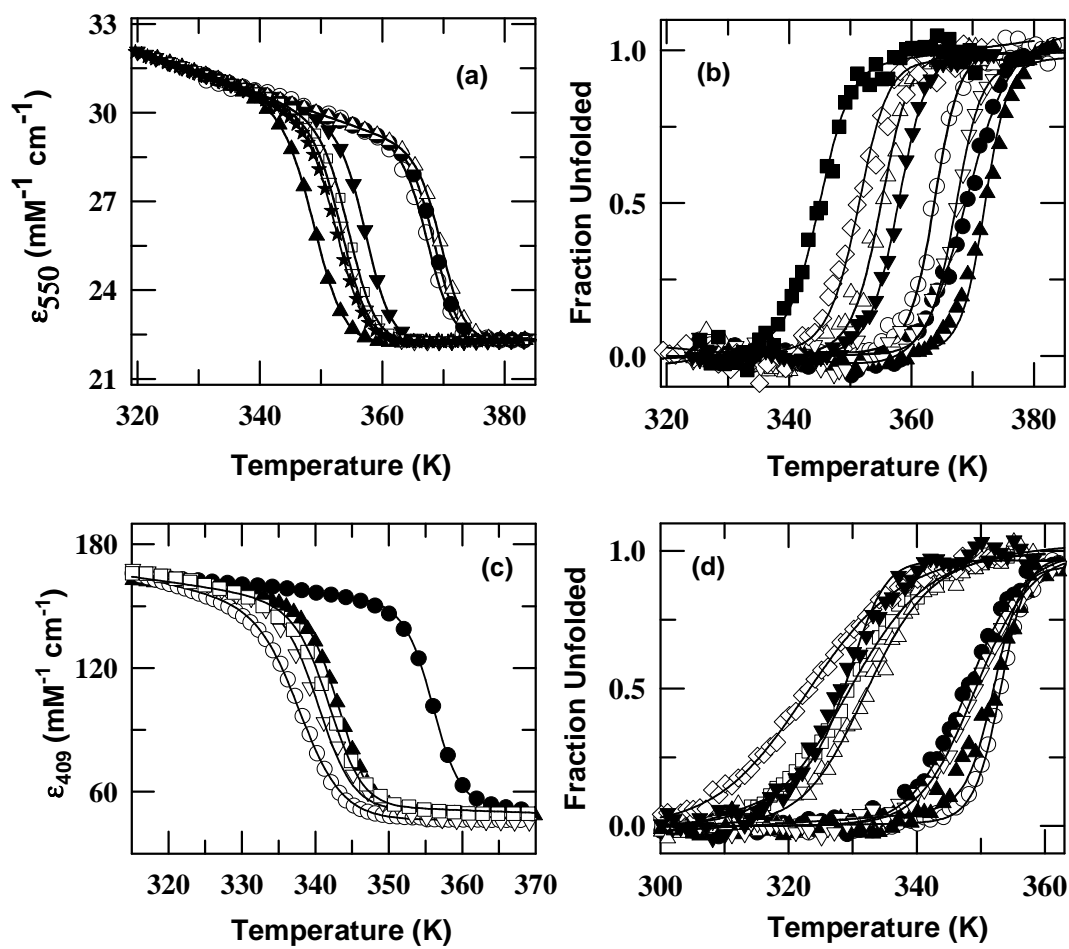 33
30
27
24
21
ε550 (mM-1 cm-1)
(a)
320 340 360 380
Temperature (K)
1.0
0.5
0.0
Fraction Unfolded
(b)
320 340 360 380
Temperature (K)
180
120
60
ε409 (mM-1 cm-1)
(c)
320 330 340 350 360 370
Temperature (K)
1.0
0.5
0.0
Fraction Unfolded
(d)
300 320 340 360
Temperature (K)